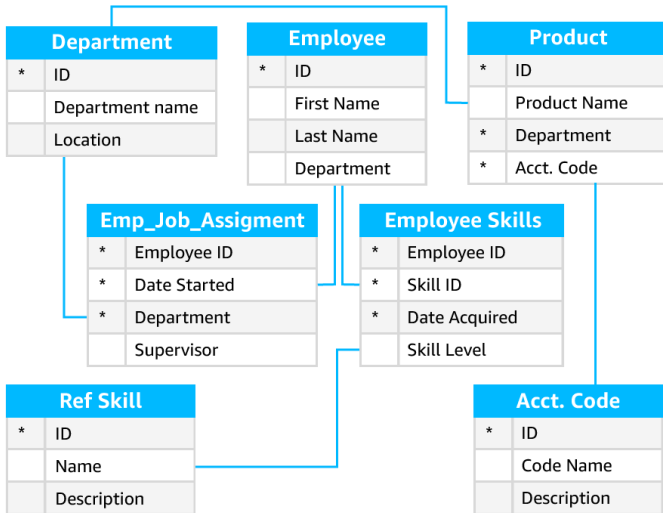 Department
* ID
Department name
Location
Employee
* ID
First Name
Last Name
Department
Product
* ID
Product Name
* Department
* Acct. Code
Emp_Job_Assigment
* Employee ID
* Date Started
* Department
Supervisor
Employee Skills
* Employee ID
* Skill ID
* Date Acquired
Skill Level
Ref Skill
* ID
Name
Description
Acct. Code
* ID
Code Name
Description